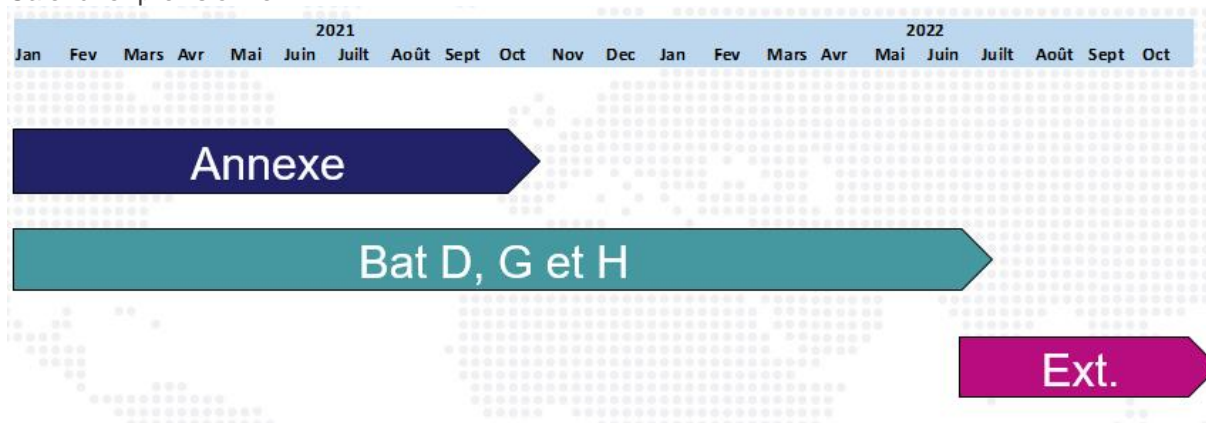 2021 2022
Jan Fev Mars Avr Mai Juin Juilt Août Sept Oct Nov Dec Jan Fev Mars Avr Mai Juin Juilt Août Sept Oct
Annexe
Bat D, G et H
Ext.